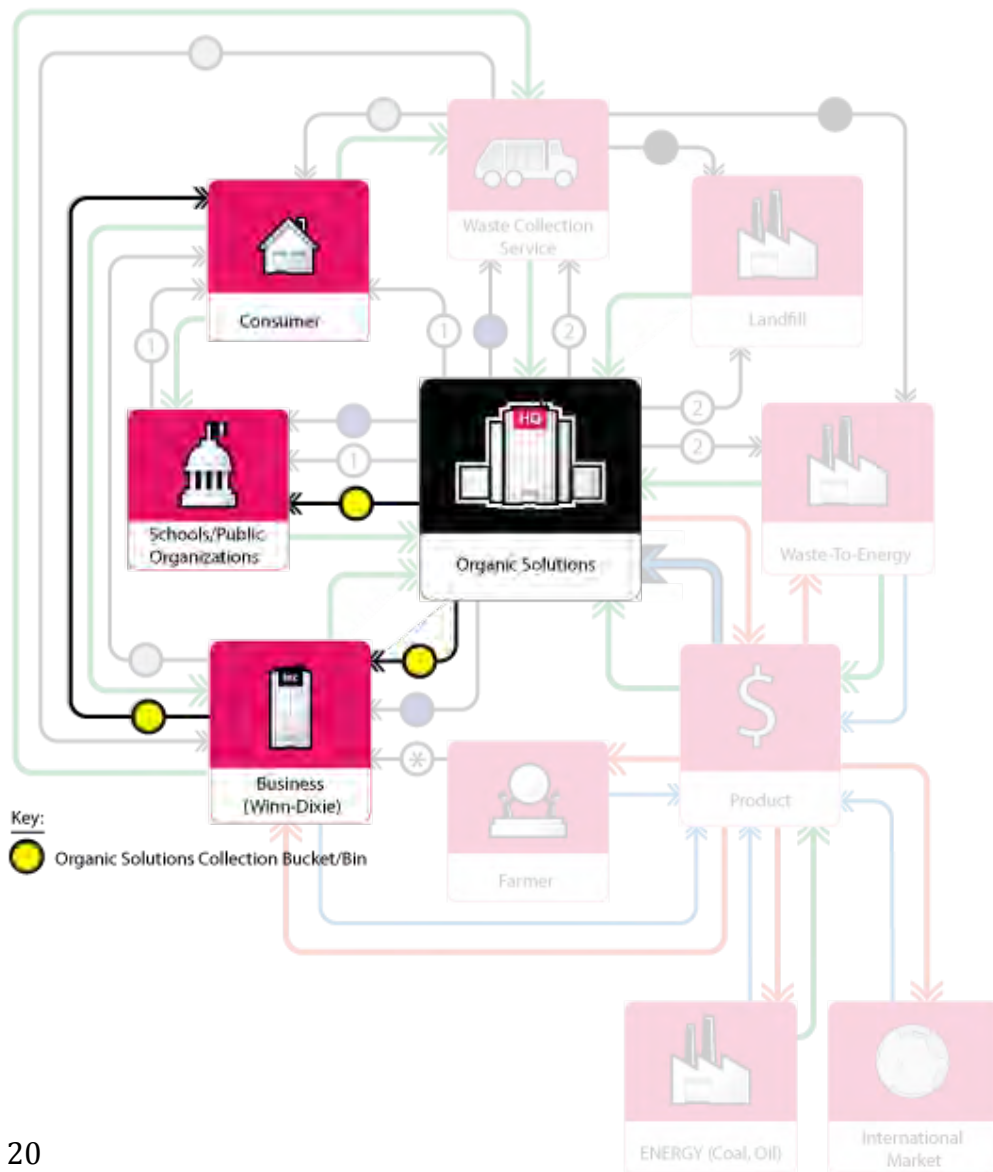 Waste Collection
Service
Consumer
Landfill
1
1
2
HQ
2
2
1
Schools/Public
Organizations
Organic Solutions
Waste-To-Energy
INC
$
*
Business
(Winn-Dixie)
Product
Farmer
Key:
Organic Solutions Collection Bucket/Bin
ENERGY (Coal, Oil)
International
Market
20